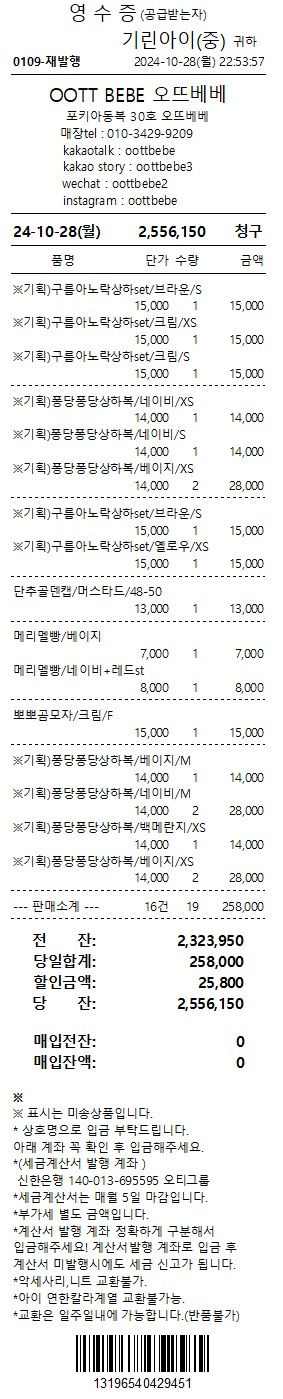 영 수 증 (공급받는자)
기린아이(중) 귀하
0109-재발행 2024-10-28(월) 22:53:57
OOTT BEBE 오뜨베베
포키아동복 30호 오뜨베베
매장tel : 010-3429-9209
kakaotalk : oottbebe
kakao story : oottbebe3
wechat : oottbebe2
instagram : oottbebe
24-10-28(월) 2,556,150 청구
품명 단가 수량 금액
※기획)구름아노락상하set/브라운/S
15,000 1 15,000
※기획)구름아노락상하set/크림/XS
15,000 1 15,000
※기획)구름아노락상하set/크림/S
15,000 1 15,000
※기획)퐁당퐁당상하복/네이비/XS
14,000 1 14,000
※기획)퐁당퐁당상하복/네이비/S
14,000 1 14,000
※기획)퐁당퐁당상하복/베이지/XS
14,000 2 28,000
※기획)구름아노락상하set/브라운/S
15,000 1 15,000
※기획)구름아노락상하set/옐로우/XS
15,000 1 15,000
단추골덴캡/머스타드/48-50
13,000 1 13,000
메리멜빵/베이지
7,000 1 7,000
메리멜빵/네이비+레드st
8,000 1 8,000
뽀뽀곰모자/크림/F
15,000 1 15,000
※기획)퐁당퐁당상하복/베이지/M
14,000 1 14,000
※기획)퐁당퐁당상하복/네이비/M
14,000 2 28,000
※기획)퐁당퐁당상하복/백메란지/XS
14,000 1 14,000
※기획)퐁당퐁당상하복/베이지/XS
14,000 2 28,000
--- 판매소계 --- 16건 19 258,000
전 잔: 2,323,950
당일합계: 258,000
할인금액: 25,800
당 잔: 2,556,150
매입전잔: 0
매입잔액: 0
※
※ 표시는 미송상품입니다.
* 상호명으로 입금 부탁드립니다.
아래 계좌 꼭 확인 후 입금해주세요.
*(세금계산서 발행 계좌 )
신한은행 140-013-695595 오티그룹
*세금계산서는 매월 5일 마감입니다.
*부가세 별도 금액입니다.
*계산서 발행 계좌 정확하게 구분해서
입금해주세요! 계산서발행 계좌로 입금 후
계산서 미발행시에도 세금 신고가 됩니다.
*악세사리,니트 교환불가.
*아이 연한칼라계열 교환불가능.
*교환은 일주일내에 가능합니다.(반품불가)
13196540429451